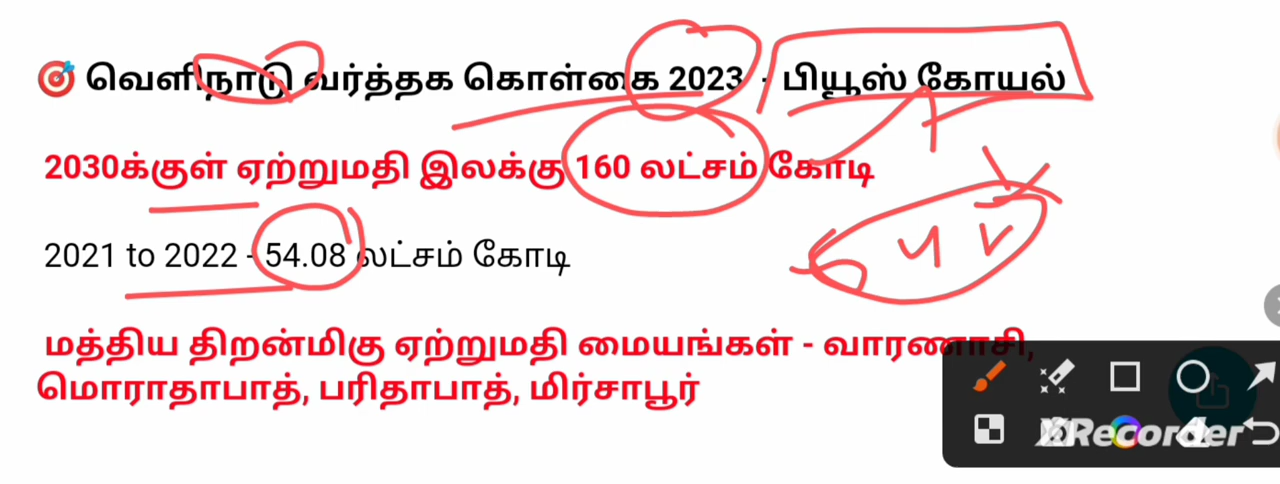 🎯 வெளிநாடு வர்த்தக கொள்கை 2023 - பியூஸ் கோயல்
2030க்குள் ஏற்றுமதி இலக்கு 160 லட்சம் கோடி
2021 to 2022 - 54.08 லட்சம் கோடி
மத்திய திறன்மிகு ஏற்றுமதி மையங்கள் - வாரணாசி,
மொராதாபாத், பரிதாபாத், மிர்சாபூர்
XRecorder